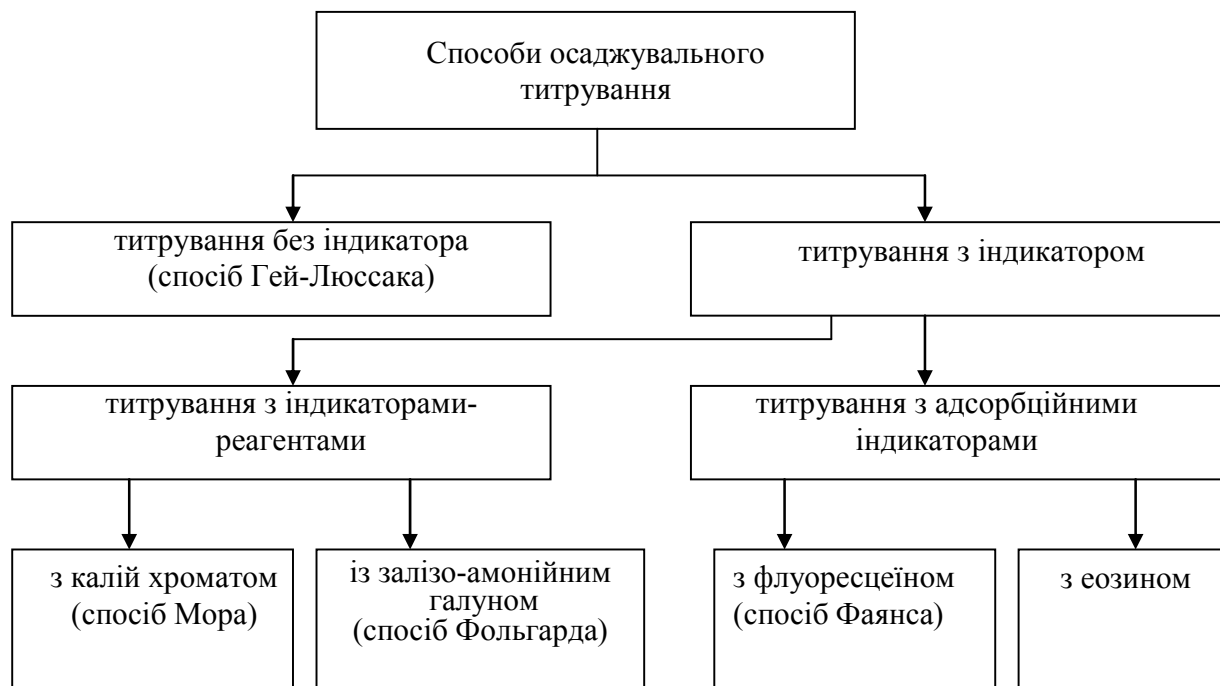 Способи осаджувального
титрування
титрування без індикатора
(спосіб Гей-Люссака)
титрування з індикатором
титрування з індикаторами-
реагентами
титрування з адсорбційними
індикаторами
з калій хроматом
(спосіб Мора)
із залізо-амонійним
галуном
(спосіб Фольгарда)
з флуоресцеїном
(спосіб Фаянса)
з еозином